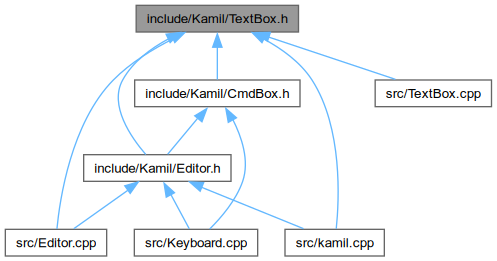 include/Kamil/TextBox.h
include/Kamil/CmdBox.h
src/TextBox.cpp
include/Kamil/Editor.h
src/Editor.cpp
src/Keyboard.cpp
src/kamil.cpp